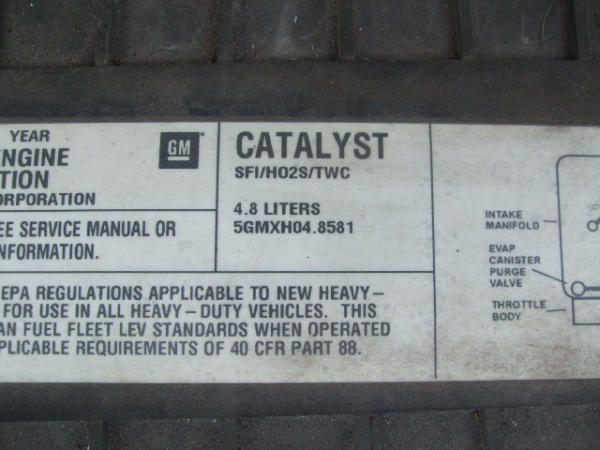 YEAR
ENGINE
TION
ORPORATION
EE SERVICE MANUAL OR
NFORMATION.
GM
CATALYST
SFI/HO2S/TWC
4.8 LITERS
5GMXH04.8581
EPA REGULATIONS APPLICABLE TO NEW HEAVY–
FOR USE IN ALL HEAVY–DUTY VEHICLES. THIS
AN FUEL FLEET LEV STANDARDS WHEN OPERATED
PLICABLE REQUIREMENTS OF 40 CFR PART 88.
INTAKE
MANIFOLD
EVAP
CANISTER
PURGE
VALVE
THROTTLE
BODY